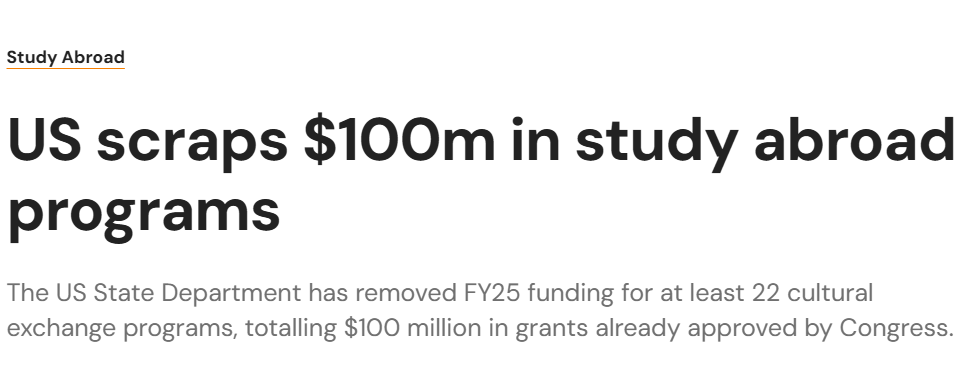 Study Abroad
US scraps $100m in study abroad
programs
The US State Department has removed FY25 funding for at least 22 cultural
exchange programs, totalling $100 million in grants already approved by Congress.